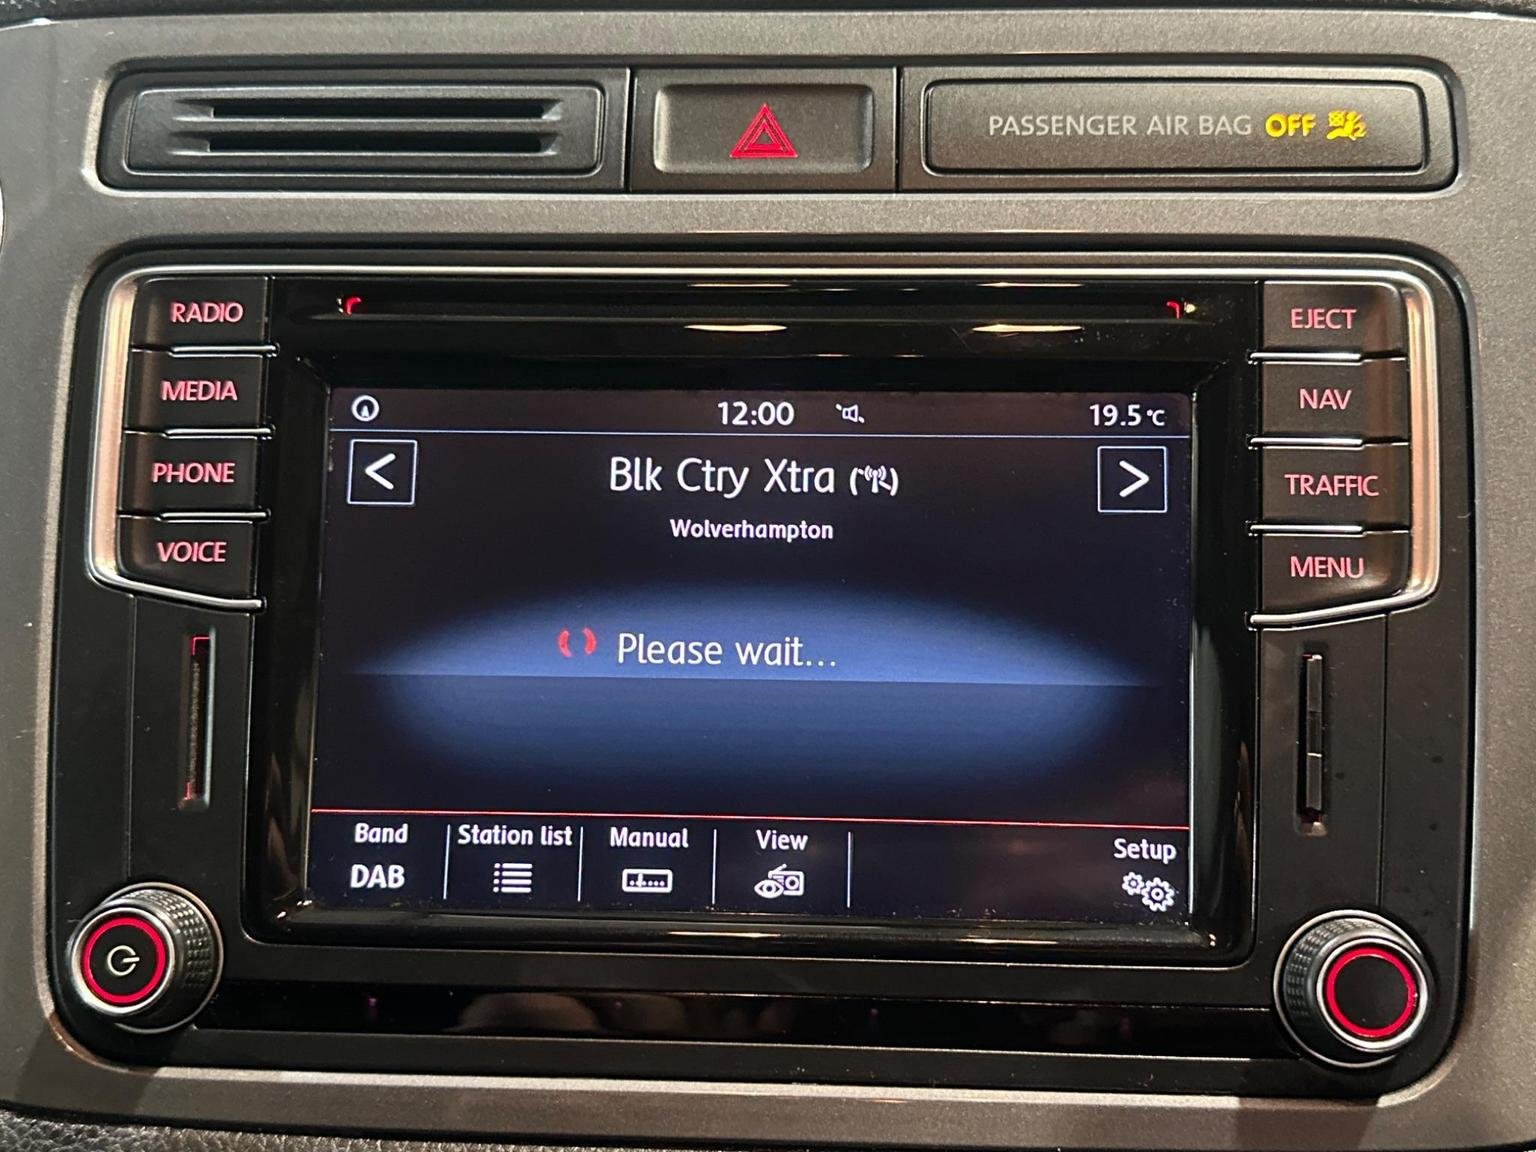 PASSENGER AIR BAG OFF
RADIO
MEDIA
PHONE
VOICE
EJECT
NAV
TRAFFIC
MENU
12:00
19.5°C
<
Blk Ctry Xtra
>
Wolverhampton
Please wait...
Band
DAB
Station list
Manual
View
Setup